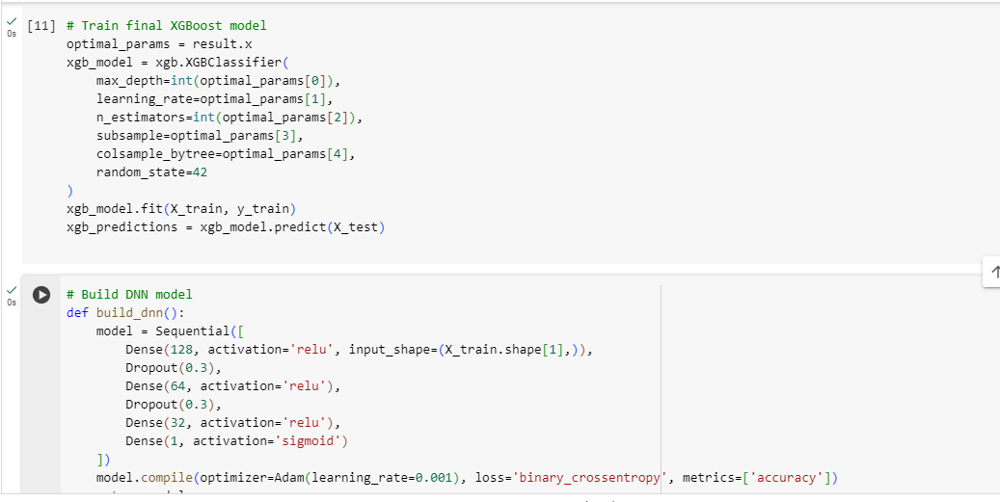 [11] # Train final XGBoost model
0s
optimal_params = result.x
xgb_model = xgb.XGBClassifier(
    max_depth=int(optimal_params[0]),
    learning_rate=optimal_params[1],
    n_estimators=int(optimal_params[2]),
    subsample=optimal_params[3],
    colsample_bytree=optimal_params[4],
    random_state=42
)
xgb_model.fit(X_train, y_train)
xgb_predictions = xgb_model.predict(X_test)
# Build DNN model
0s
def build_dnn():
    model = Sequential([
        Dense(128, activation='relu', input_shape=(X_train.shape[1],)),
        Dropout(0.3),
        Dense(64, activation='relu'),
        Dropout(0.3),
        Dense(32, activation='relu'),
        Dense(1, activation='sigmoid')
    ])
    model.compile(optimizer=Adam(learning_rate=0.001), loss='binary_crossentropy', metrics=['accuracy'])